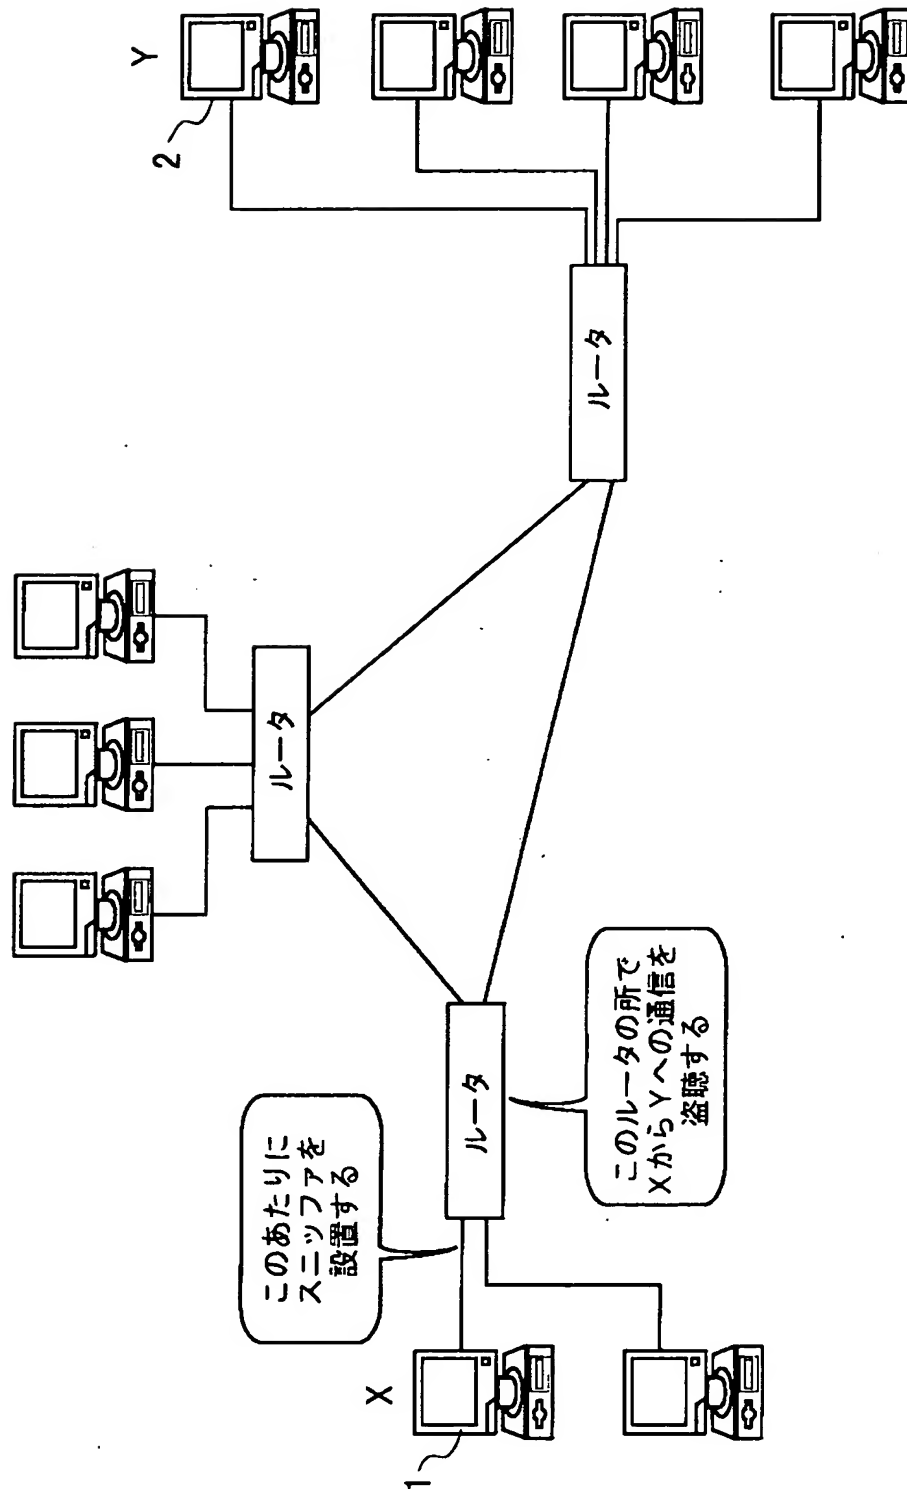 Y
2
ルータ
ルータ
このあたりに
スニッファを
設置する
ルータ
このルータの所で
XからYへの通信を
盗聴する
X
1